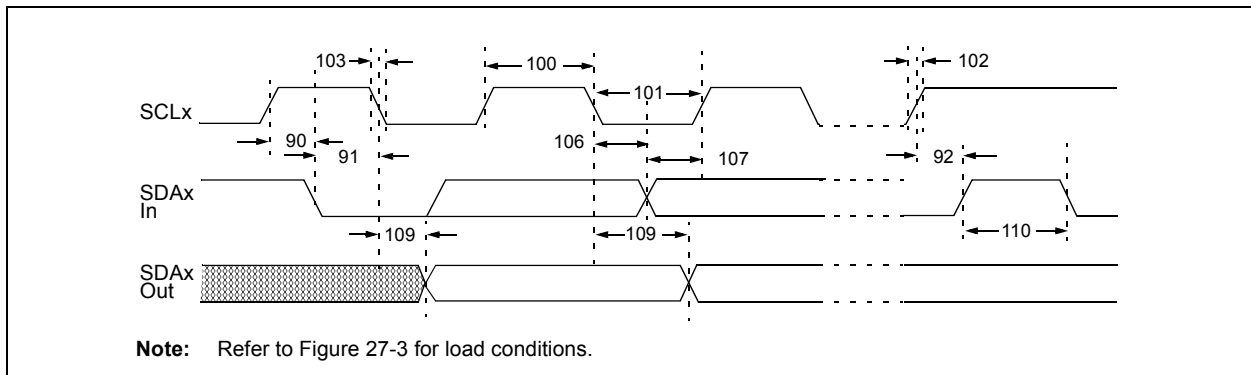 103
100
102
101
SCLx
90
91
106
107
92
SDAx
In
109
109
110
SDAx
Out
Note: Refer to Figure 27-3 for load conditions.